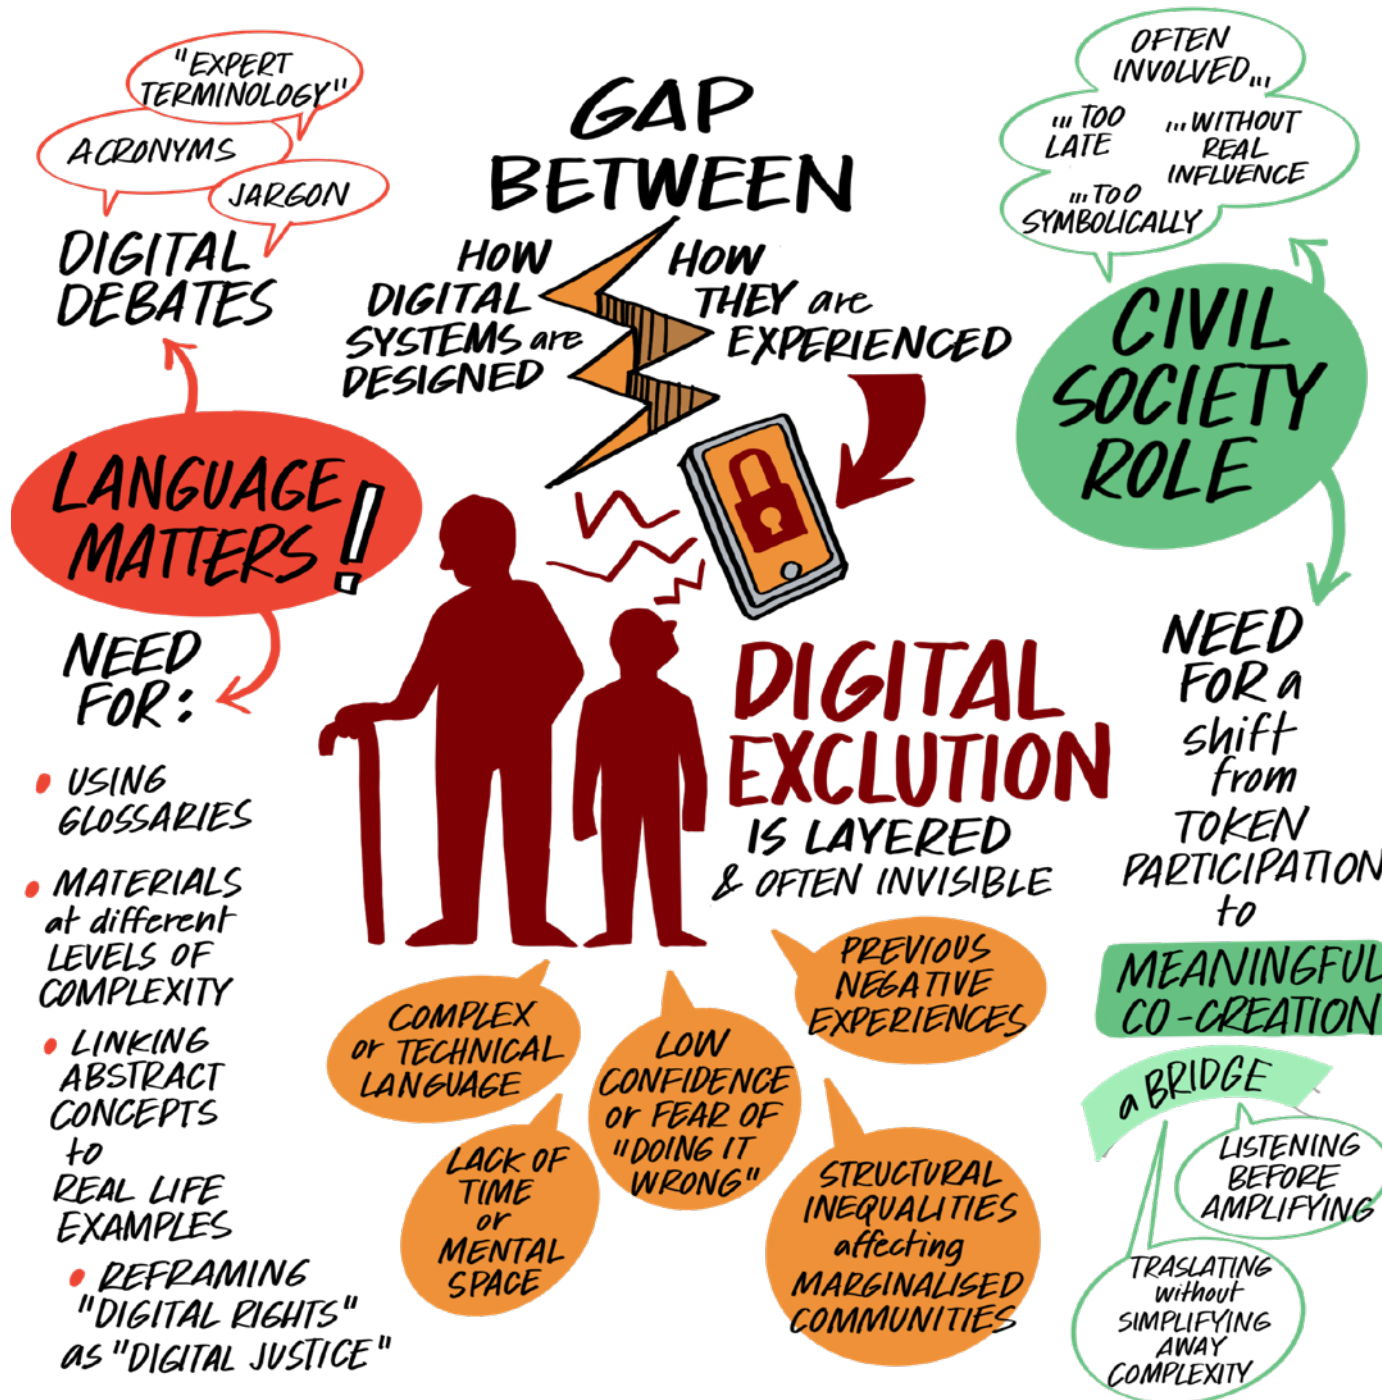 "EXPERT
TERMINOLOGY"
ACRONYMS
JARGON
DIGITAL
DEBATES
LANGUAGE
MATTERS!
NEED
FOR:
• USING
GLOSSARIES
• MATERIALS
at different
LEVELS OF
COMPLEXITY
• LINKING
ABSTRACT
CONCEPTS
to
REAL LIFE
EXAMPLES
• REFRAMING
"DIGITAL RIGHTS"
as "DIGITAL JUSTICE"
GAP
BETWEEN
HOW
DIGITAL
SYSTEMS are
DESIGNED
HOW
THEY are
EXPERIENCED
DIGITAL
EXCLUTION
IS LAYERED
& OFTEN INVISIBLE
COMPLEX
or TECHNICAL
LANGUAGE
LACK OF
TIME
or
MENTAL
SPACE
LOW
CONFIDENCE
or FEAR OF
"DOING IT
WRONG"
PREVIOUS
NEGATIVE
EXPERIENCES
STRUCTURAL
INEQUALITIES
affecting
MARGINALISED
COMMUNITIES
OFTEN
INVOLVED...
... TOO
LATE
... WITHOUT
REAL
INFLUENCE
... TOO
SYMBOLICALLY
CIVIL
SOCIETY
ROLE
NEED
FOR a
shift
from
TOKEN
PARTICIPATION
to
MEANINGFUL
CO-CREATION
a BRIDGE
LISTENING
BEFORE
AMPLIFYING
TRASLATING
without
SIMPLIFYING
AWAY
COMPLEXITY